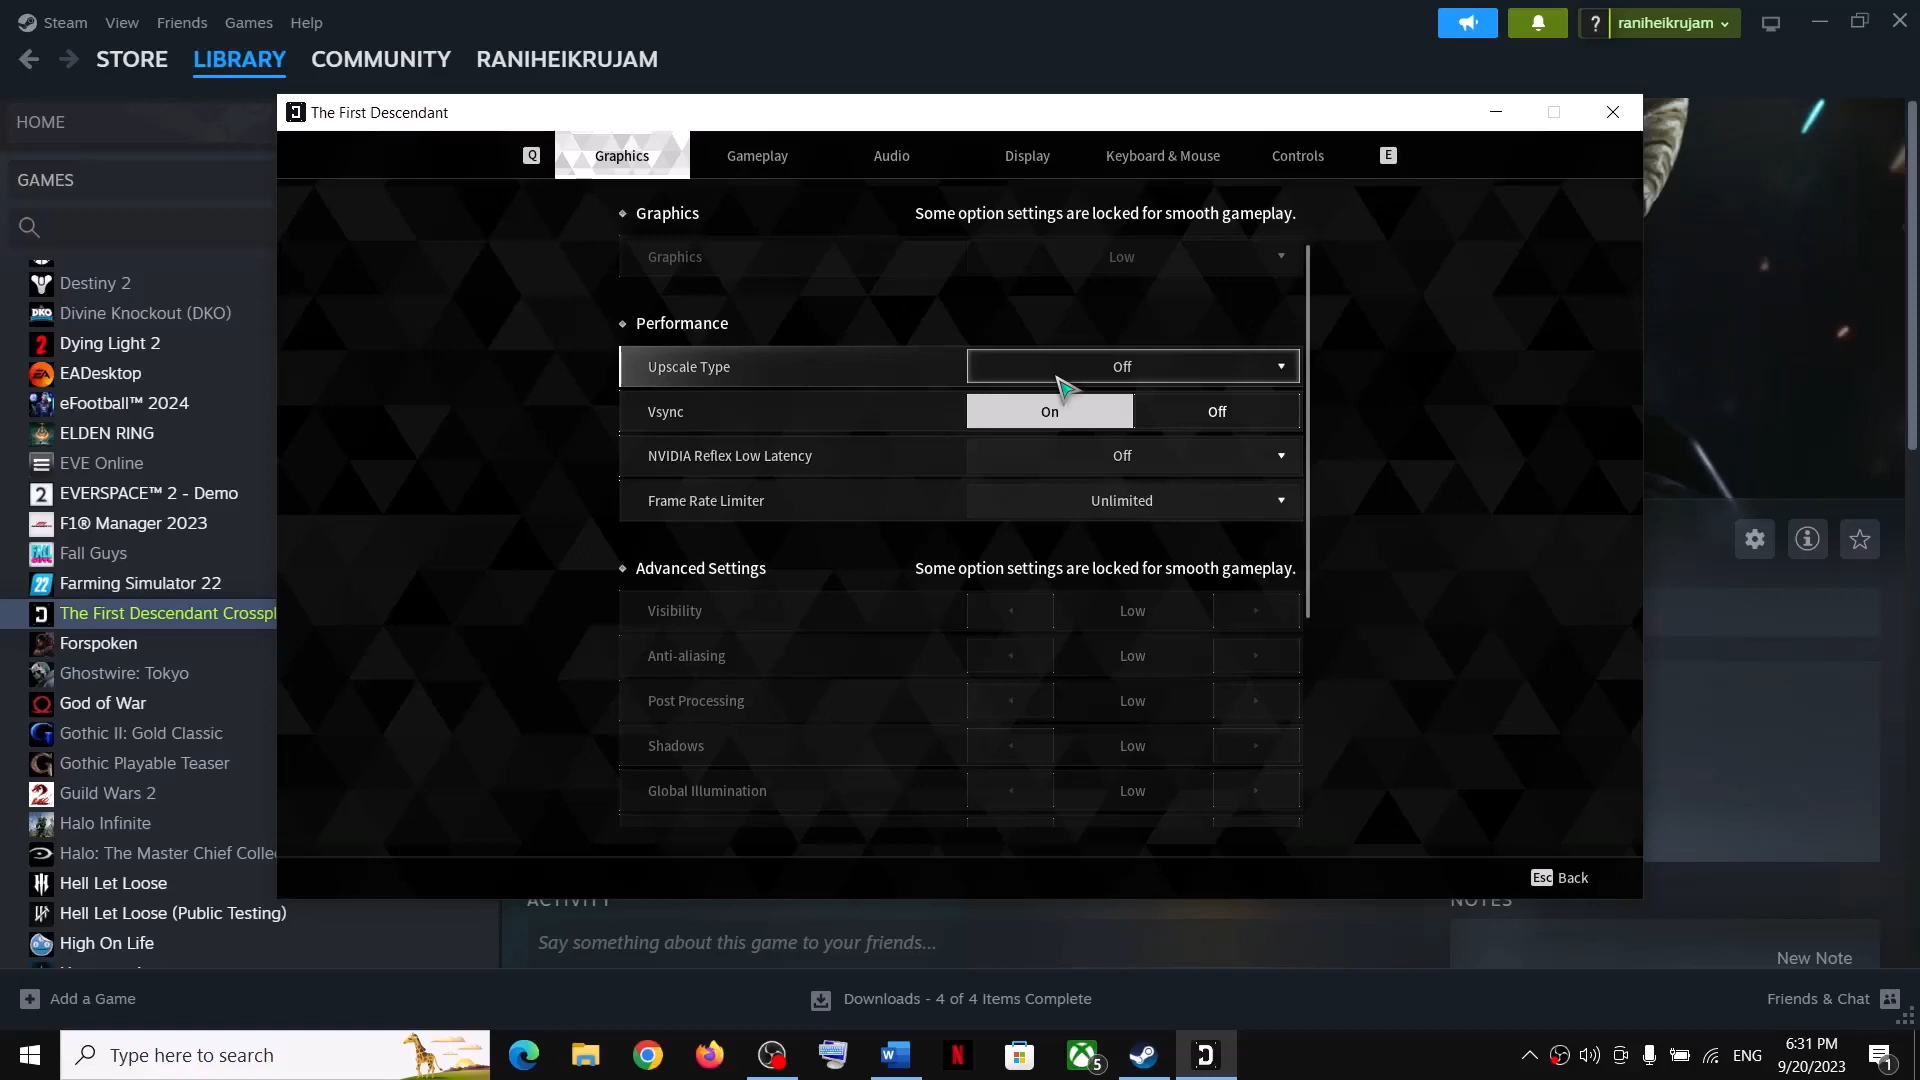 Steam View Friends Games Help
? raniheikrujam
STORE LIBRARY COMMUNITY RANIHEIKRUJAM
The First Descendant
HOME
GAMES
Q Graphics Gameplay Audio Display Keyboard & Mouse Controls E
Graphics Some option settings are locked for smooth gameplay.
Graphics Low
Performance
Upscale Type Off
Vsync On Off
NVIDIA Reflex Low Latency Off
Frame Rate Limiter Unlimited
Advanced Settings Some option settings are locked for smooth gameplay.
Visibility Low
Anti-aliasing Low
Post Processing Low
Shadows Low
Global Illumination Low
Esc Back
Destiny 2
DKO Divine Knockout (DKO)
Dying Light 2
EA EADesktop
eFootball™ 2024
ELDEN RING
EVE Online
EVERSPACE™ 2 - Demo
F1® Manager 2023
Fall Guys
22 Farming Simulator 22
The First Descendant Crosspl
Forspoken
Ghostwire: Tokyo
God of War
Gothic II: Gold Classic
Gothic Playable Teaser
Guild Wars 2
Halo Infinite
Halo: The Master Chief Colle
Hell Let Loose
Hell Let Loose (Public Testing)
High On Life
ACTIVITY NOTES
Say something about this game to your friends...
New Note
Add a Game Downloads - 4 of 4 Items Complete Friends & Chat
Type here to search
5
ENG
6:31 PM
9/20/2023
1